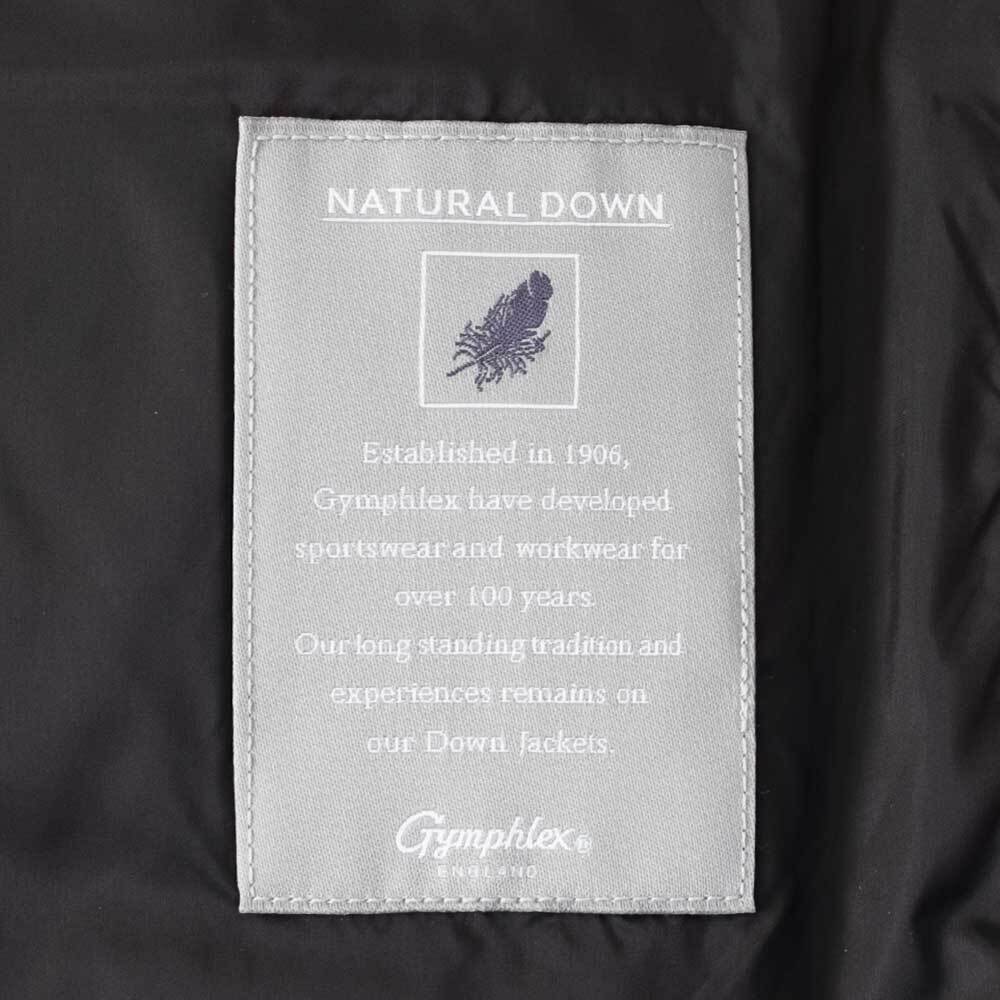 NATURAL DOWN
Established in 1906,
Gymphlex have developed
sportswear and workwear for
over 100 years.
Our long standing tradition and
experiences remains on
our Down Jackets.
Gymphlex®
ENGLAND